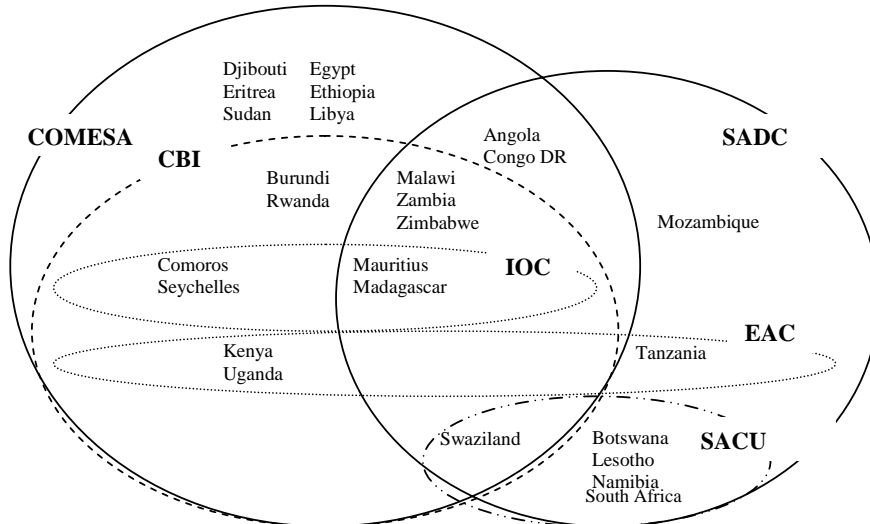 Djibouti Egypt
Eritrea Ethiopia
Sudan Libya
COMESA
Angola
Congo DR
SADC
CBI
Burundi
Rwanda
Malawi
Zambia
Zimbabwe
Mozambique
Comoros
Seychelles
Mauritius
Madagascar
IOC
EAC
Kenya
Uganda
Tanzania
Swaziland
Botswana
Lesotho
Namibia
South Africa
SACU